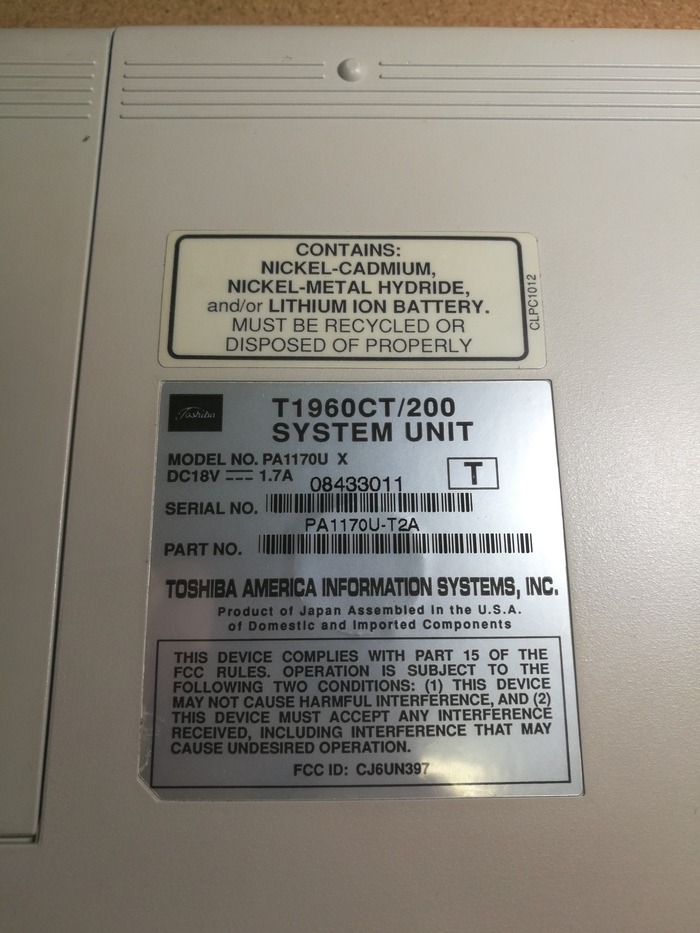 CONTAINS:
NICKEL-CADMIUM,
NICKEL-METAL HYDRIDE,
and/or LITHIUM ION BATTERY.
MUST BE RECYCLED OR
DISPOSED OF PROPERLY
CLPC1012
Toshiba
T1960CT/200
SYSTEM UNIT
MODEL NO. PA1170U X
DC18V 1.7A
T
08433011
SERIAL NO.
PA1170U-T2A
PART NO.
TOSHIBA AMERICA INFORMATION SYSTEMS, INC.
Product of Japan Assembled in the U.S.A.
of Domestic and Imported Components
THIS DEVICE COMPLIES WITH PART 15 OF THE
FCC RULES. OPERATION IS SUBJECT TO THE
FOLLOWING TWO CONDITIONS: (1) THIS DEVICE
MAY NOT CAUSE HARMFUL INTERFERENCE, AND (2)
THIS DEVICE MUST ACCEPT ANY INTERFERENCE
RECEIVED, INCLUDING INTERFERENCE THAT MAY
CAUSE UNDESIRED OPERATION.
FCC ID: CJ6UN397